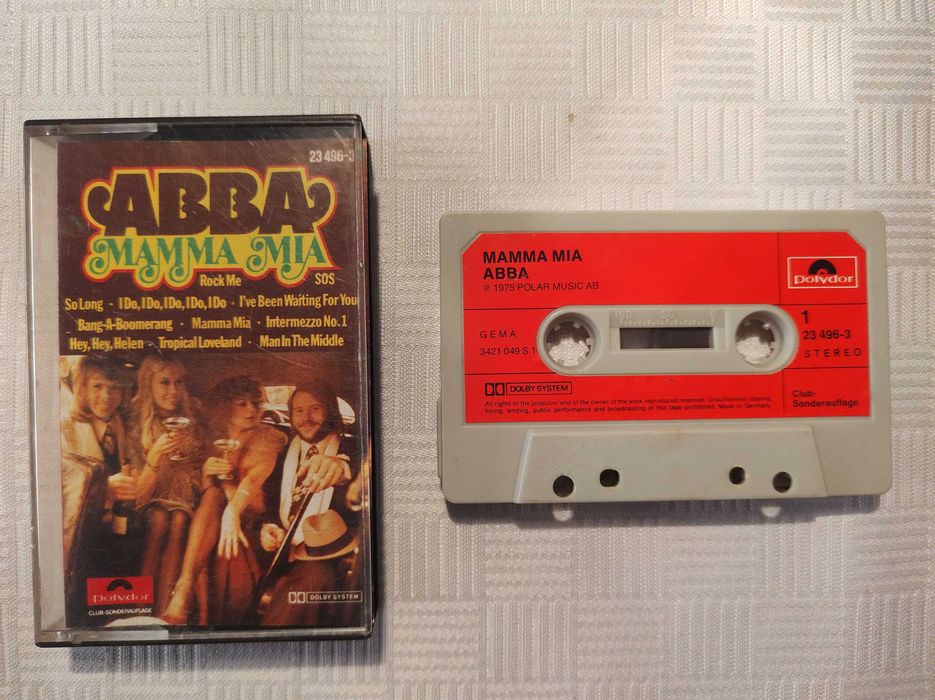 23 496-3
ABBA
MAMMA MIA
Rock Me SOS
So Long · I Do, I Do, I Do, I Do, I Do · I've Been Waiting For You
Bang-A-Boomerang · Mamma Mia · Intermezzo No. 1
Hey, Hey, Helen · Tropical Loveland · Man In The Middle
polydor
CLUB-SONDERAUFLAGE
DOLBY SYSTEM
MAMMA MIA
ABBA
℗ 1975 POLAR MUSIC AB
polydor
GEMA
3421 049 S 1
100 50
1
23 496-3
STEREO
DOLBY SYSTEM
All rights of the producer and of the owner of the work reproduced reserved. Unauthorised copying,
hiring, lending, public performance and broadcasting of this tape prohibited. Made in Germany.
Club-
Sonderauflage